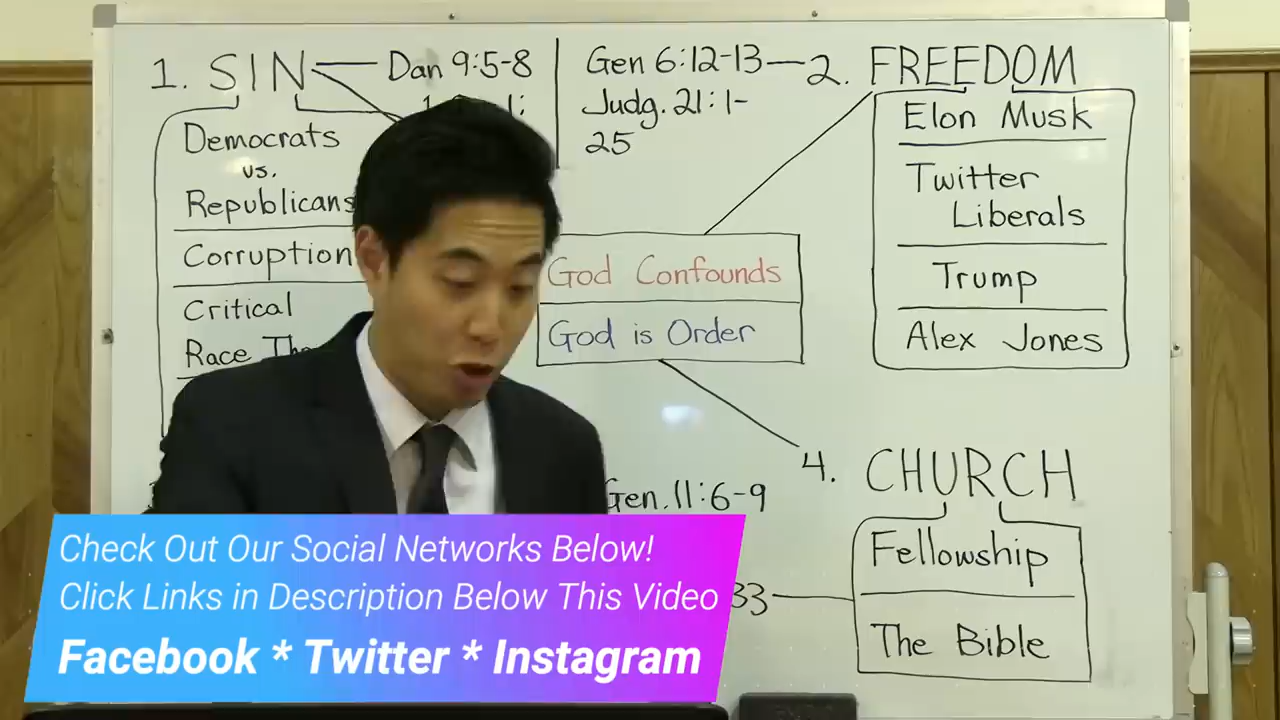 1. SIN
Dan 9:5-8
Democrats
vs.
Republicans
Corruption
Critical
Race
Gen 6:12-13
Judg. 21:1-
25
2. FREEDOM
Elon Musk
Twitter
Liberals
Trump
Alex Jones
God Confounds
God is Order
Gen. 11:6-9
33
4. CHURCH
Fellowship
The Bible
Check Out Our Social Networks Below!
Click Links in Description Below This Video
Facebook * Twitter * Instagram